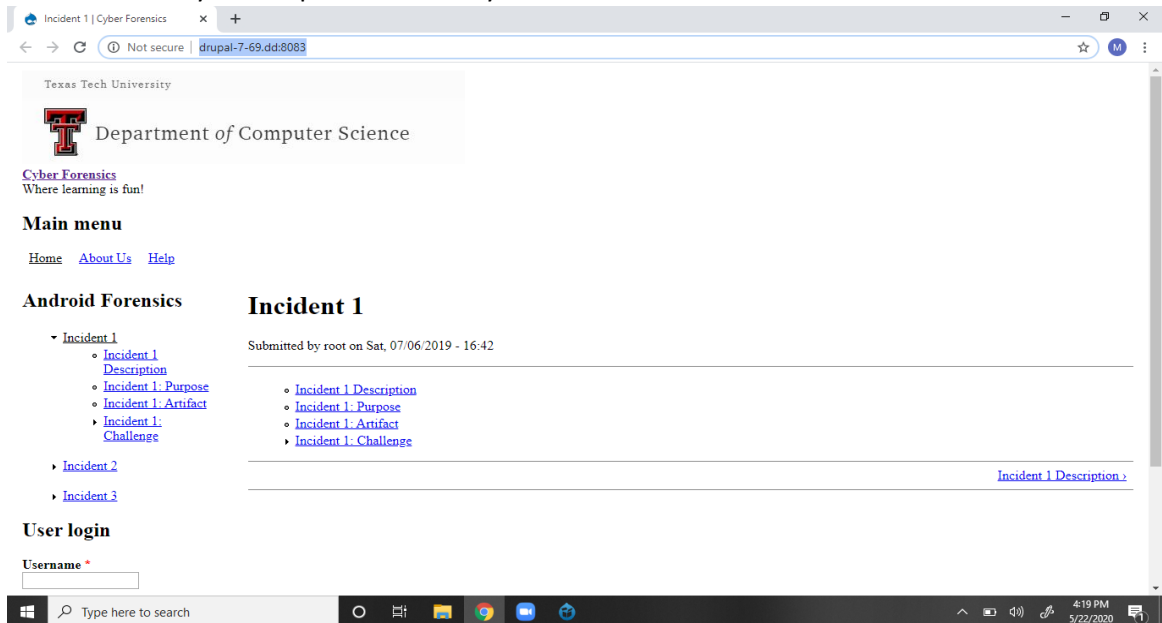 Incident 1 | Cyber Forensics
Not secure | drupal-7-69.dd:8083
M
Texas Tech University
Department of Computer Science
Cyber Forensics
Where learning is fun!
Main menu
Home About Us Help
Android Forensics
Incident 1
Incident 1
Description
Incident 1: Purpose
Incident 1: Artifact
Incident 1:
Challenge
Incident 2
Incident 3
User login
Username *
Incident 1
Submitted by root on Sat, 07/06/2019 - 16:42
Incident 1 Description
Incident 1: Purpose
Incident 1: Artifact
Incident 1: Challenge
Incident 1 Description ›
Type here to search
4:19 PM
5/22/2020
1